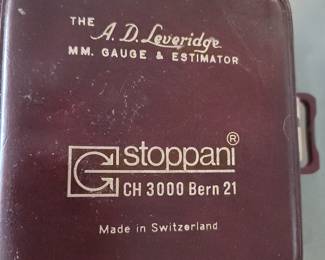 THE A. D. Leveridge
MM. GAUGE & ESTIMATOR
stoppani®
CH 3000 Bern 21
Made in Switzerland